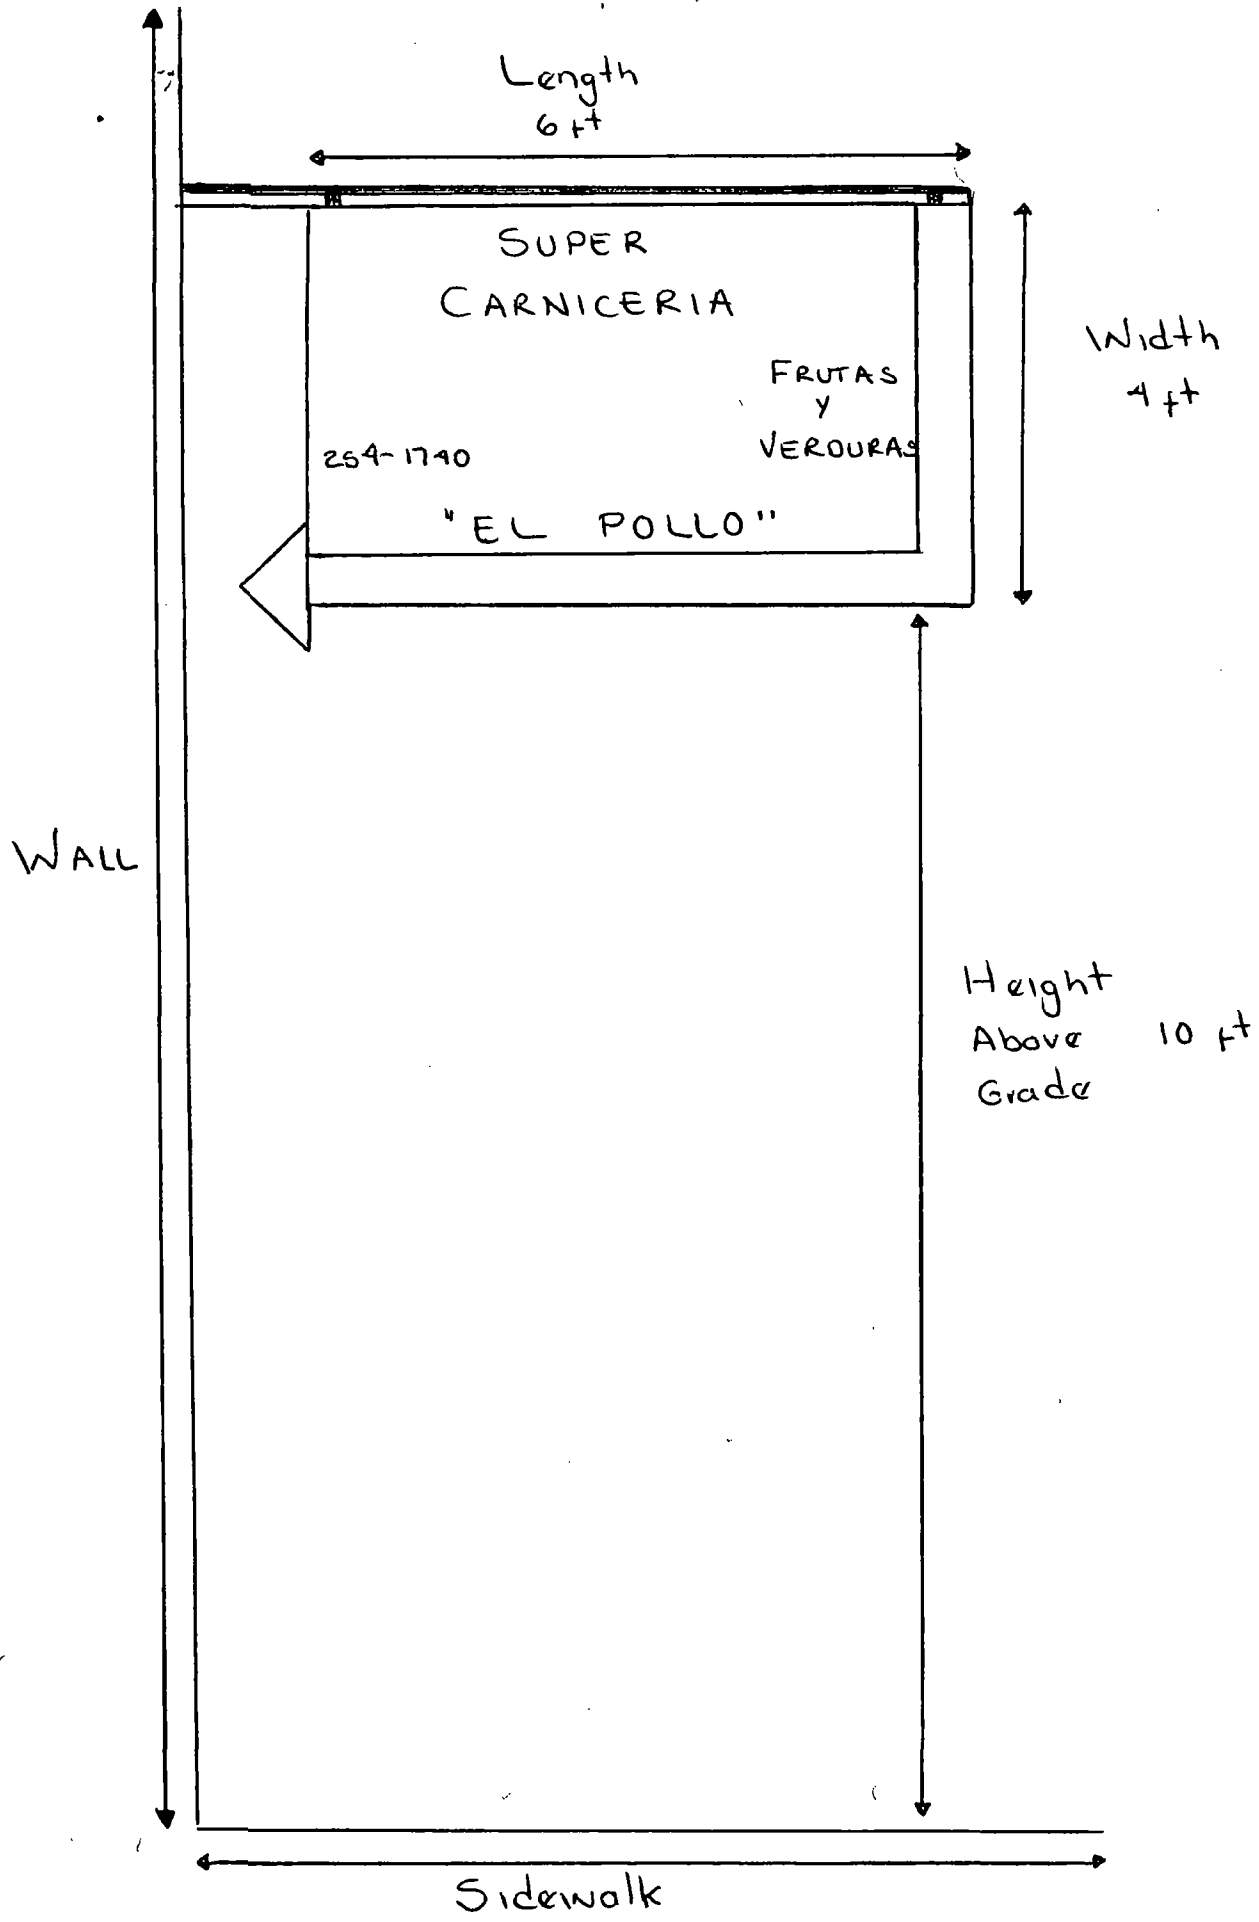 Length
6 ft
SUPER
CARNICERIA
FRUTAS
Y
VERDURAS
254-1740
"EL POLLO"
Width
4 ft
WALL
Height
Above 10 ft
Grade
Sidewalk